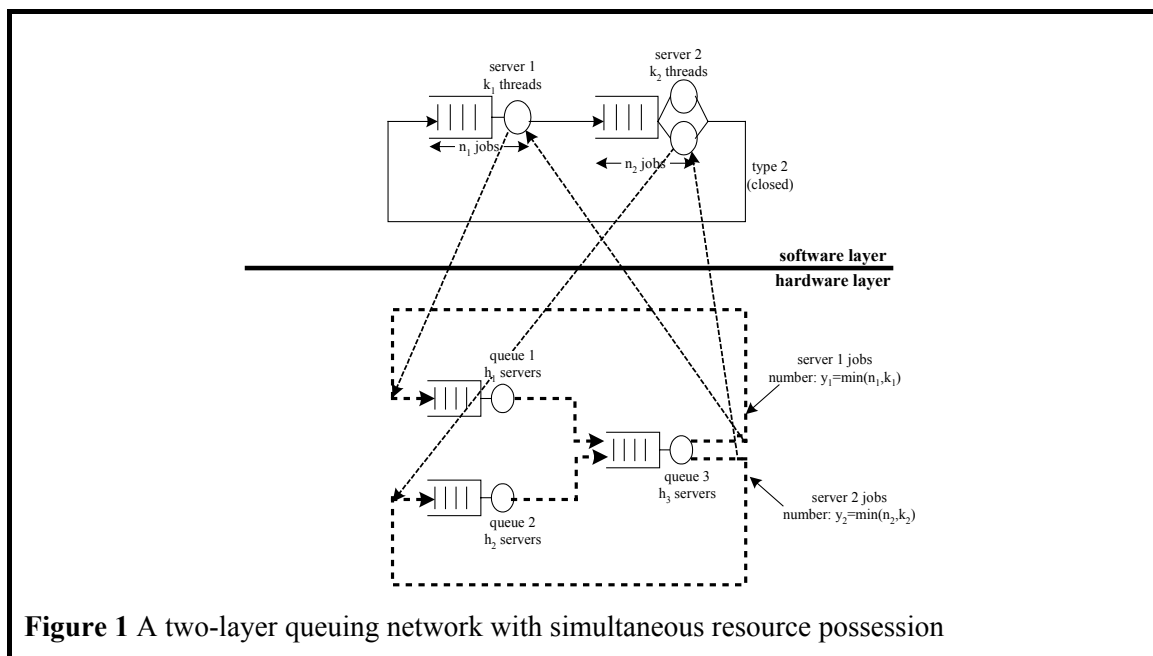 server 1
k₁ threads
server 2
k₂ threads
n₁ jobs
n₂ jobs
type 2
(closed)
software layer
hardware layer
queue 1
h₁ servers
server 1 jobs
number: y₁=min(n₁,k₁)
queue 3
h₃ servers
queue 2
h₂ servers
server 2 jobs
number: y₂=min(n₂,k₂)
Figure 1 A two-layer queuing network with simultaneous resource possession